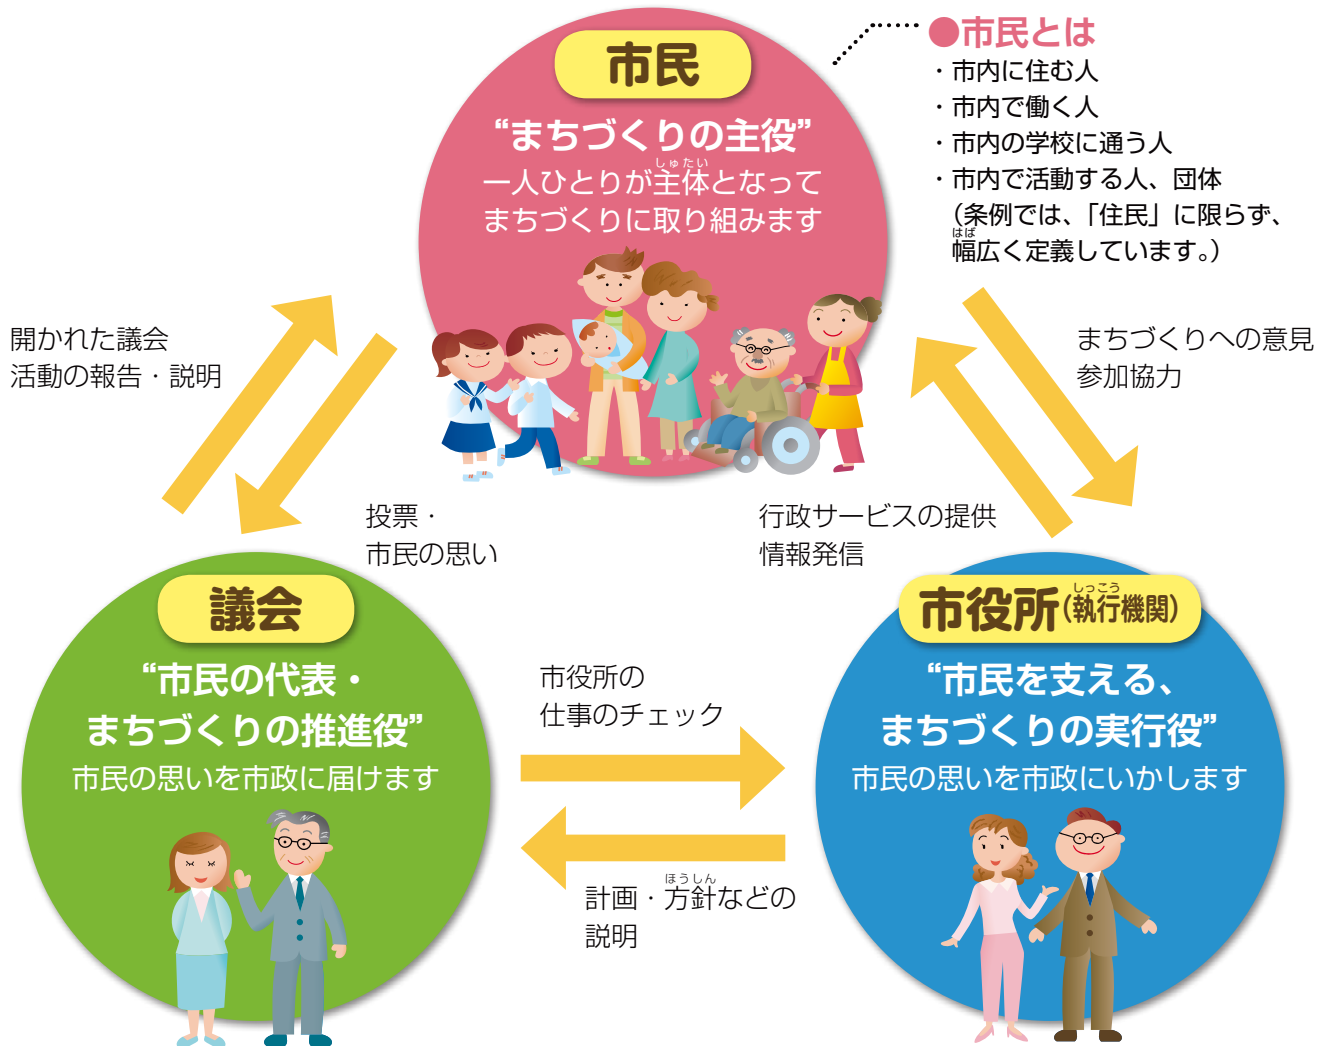 市民
“まちづくりの主役”
しゅたい
一人ひとりが主体となって
まちづくりに取り組みます
●市民とは
・市内に住む人
・市内で働く人
・市内の学校に通う人
・市内で活動する人、団体
（条例では、「住民」に限らず、
はば
幅広く定義しています。）
開かれた議会
活動の報告・説明
投票・
市民の思い
まちづくりへの意見
参加協力
行政サービスの提供
情報発信
議会
“市民の代表・
まちづくりの推進役”
市民の思いを市政に届けます
市役所の
仕事のチェック
ほうしん
計画・方針などの
説明
しっこう
市役所（執行機関）
“市民を支える、
まちづくりの実行役”
市民の思いを市政にいかします